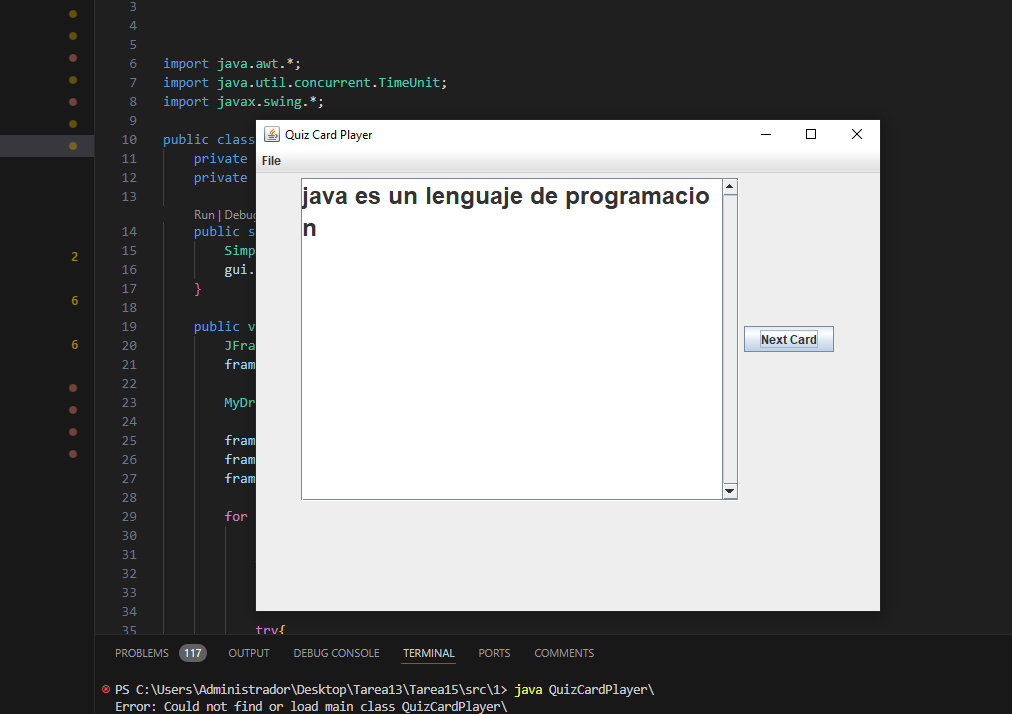 3
4
5
6 import java.awt.*;
7 import java.util.concurrent.TimeUnit;
8 import javax.swing.*;
9
10 public class
11 private
12 private
13
Run | Debug
14 public s
15 Simp
16 gui.
17 }
18
19 public v
20 JFra
21 fram
22
23 MyDr
24
25 fram
26 fram
27 fram
28
29 for
30
31
32
33
34
35 try{
2
6
6
Quiz Card Player
File
java es un lenguaje de programacio
n
Next Card
PROBLEMS 117 OUTPUT DEBUG CONSOLE TERMINAL PORTS COMMENTS
PS C:\Users\Administrador\Desktop\Tarea13\Tarea15\src\1> java QuizCardPlayer\
Error: Could not find or load main class QuizCardPlayer\